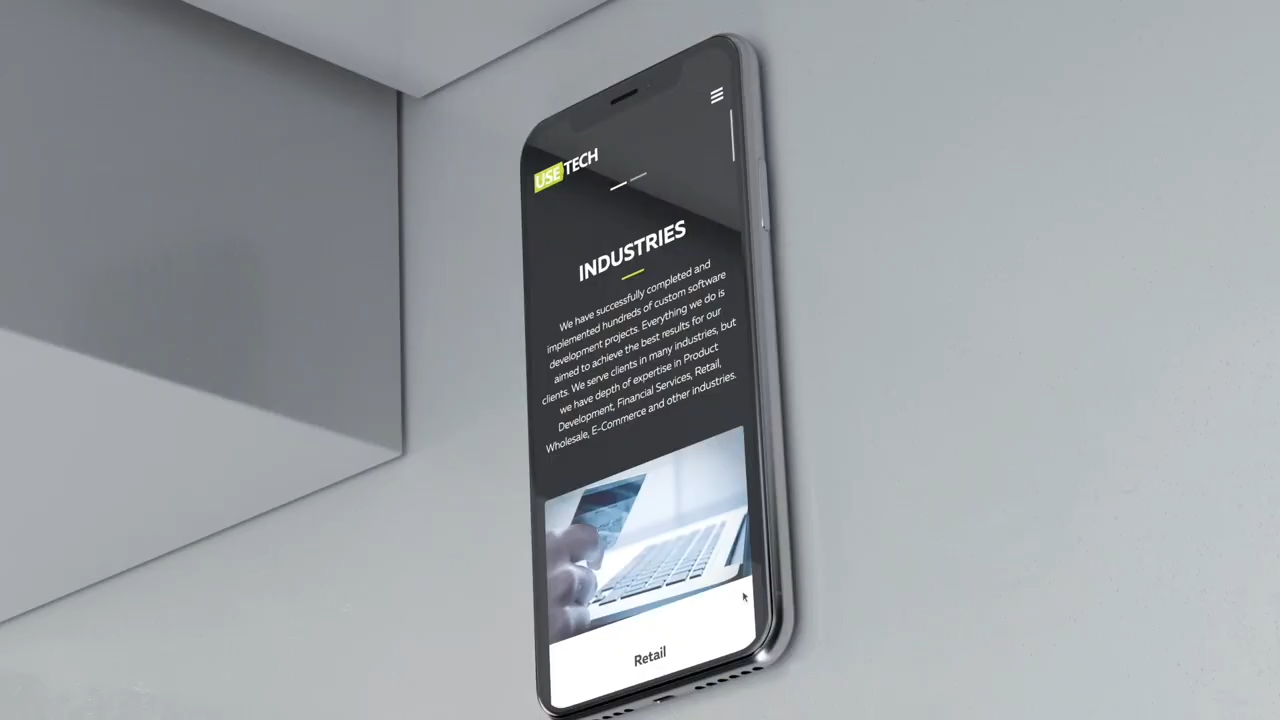 USETECH
INDUSTRIES
We have successfully completed and
implemented hundreds of custom software
development projects. Everything we do is
aimed to achieve the best results for our
clients. We serve clients in many industries, but
we have depth of expertise in Product
Development, Financial Services, Retail,
Wholesale, E-Commerce and other industries.
Retail